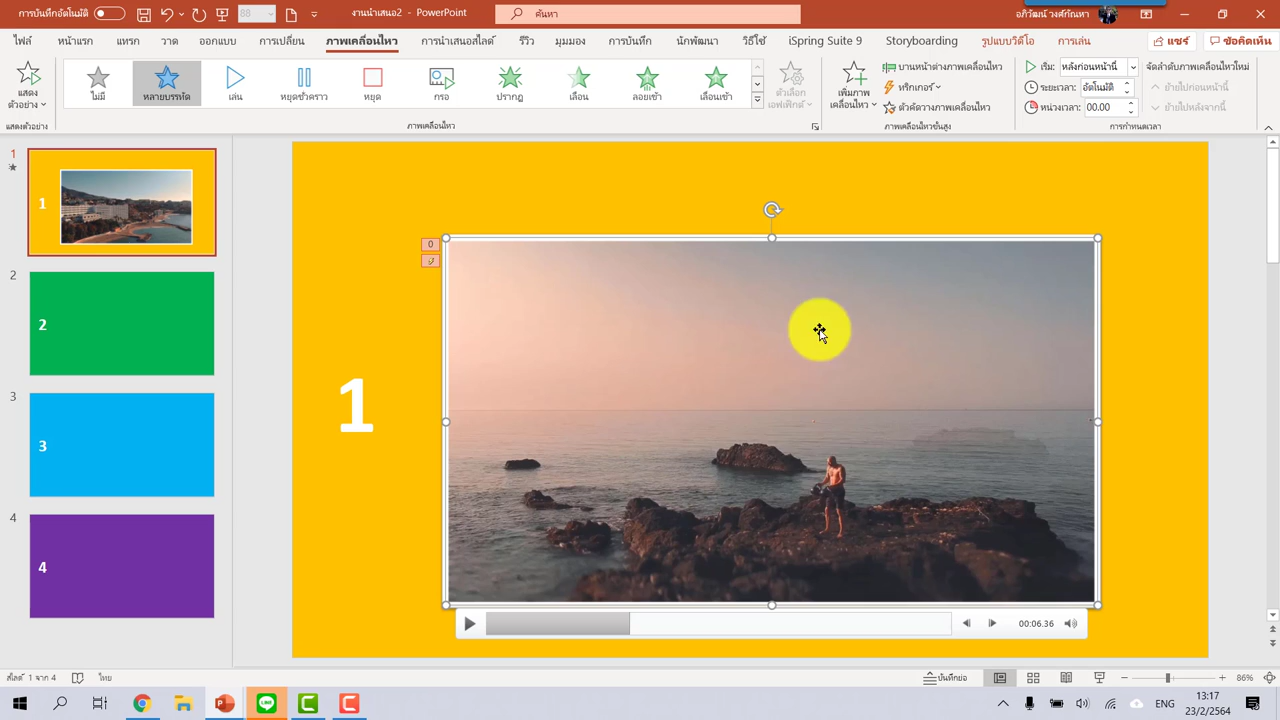 การบันทึกอัตโนมัติ
88
งานนำเสนอ2 - PowerPoint
ค้นหา
อภิวัฒน์ วงศ์ทัณหา
ไฟล์ หน้าแรก แทรก วาด ออกแบบ การเปลี่ยน ภาพเคลื่อนไหว การนำเสนอสไลด์ รีวิว มุมมอง การบันทึก นักพัฒนา วิธีใช้ iSpring Suite 9 Storyboarding รูปแบบวิดีโอ การเล่น แชร์ ข้อคิดเห็น
แสดง
ตัวอย่าง
ไม่มี หลายบรรทัด เล่น หยุดชั่วคราว หยุด กรอ ปรากฏ เลือน ลอยเข้า เลื่อนเข้า
ตัวเลือก
เอฟเฟ็กต์
เพิ่มภาพ
เคลื่อนไหว
บานหน้าต่างภาพเคลื่อนไหว
ทริกเกอร์
ตัวคัดวางภาพเคลื่อนไหว
เริ่ม: หลังก่อนหน้านี้
ระยะเวลา: อัตโนมัติ
หน่วงเวลา: 00.00
จัดลำดับภาพเคลื่อนไหวใหม่
ย้ายไปก่อนหน้านี้
ย้ายไปหลังจากนี้
แสดงตัวอย่าง ภาพเคลื่อนไหว ภาพเคลื่อนไหวขั้นสูง การกำหนดเวลา
1
1
2
2
3
3
4
4
0
1
00:06.36
สไลด์ 1 จาก 4
ไทย
บันทึกย่อ
86%
ENG
13:17
23/2/2564